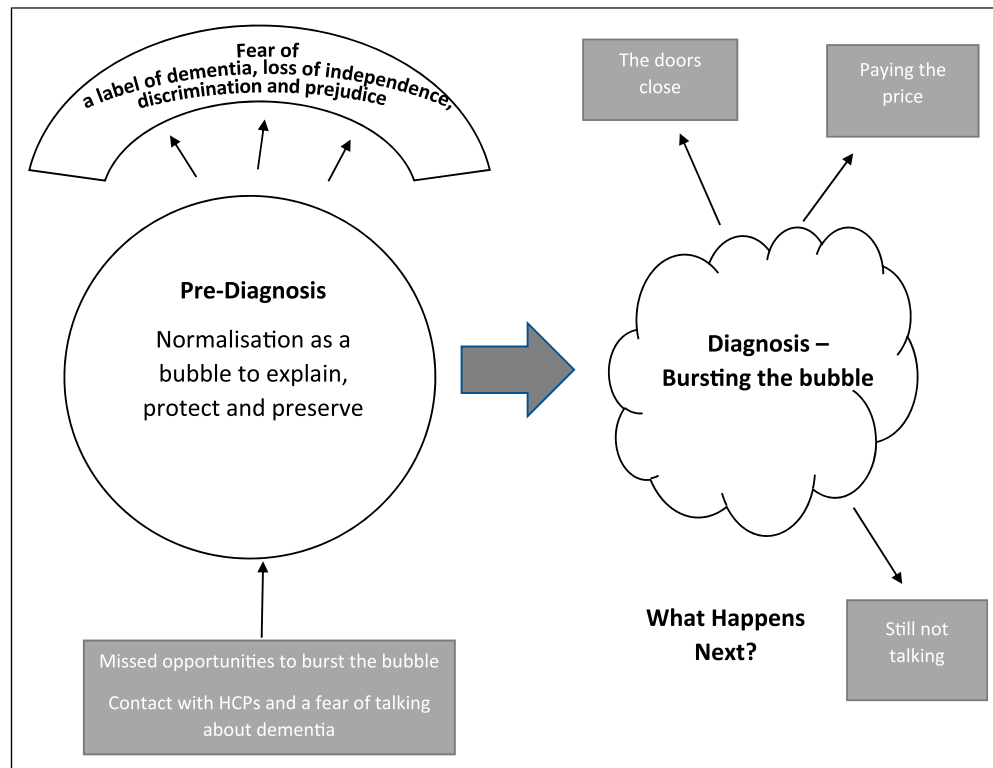 Fear of
a label of dementia, loss of independence,
discrimination and prejudice
Pre-Diagnosis
Normalisation as a
bubble to explain,
protect and preserve
Missed opportunities to burst the bubble
Contact with HCPs and a fear of talking
about dementia
The doors
close
Paying the
price
Diagnosis –
Bursting the bubble
What Happens
Next?
Still not
talking